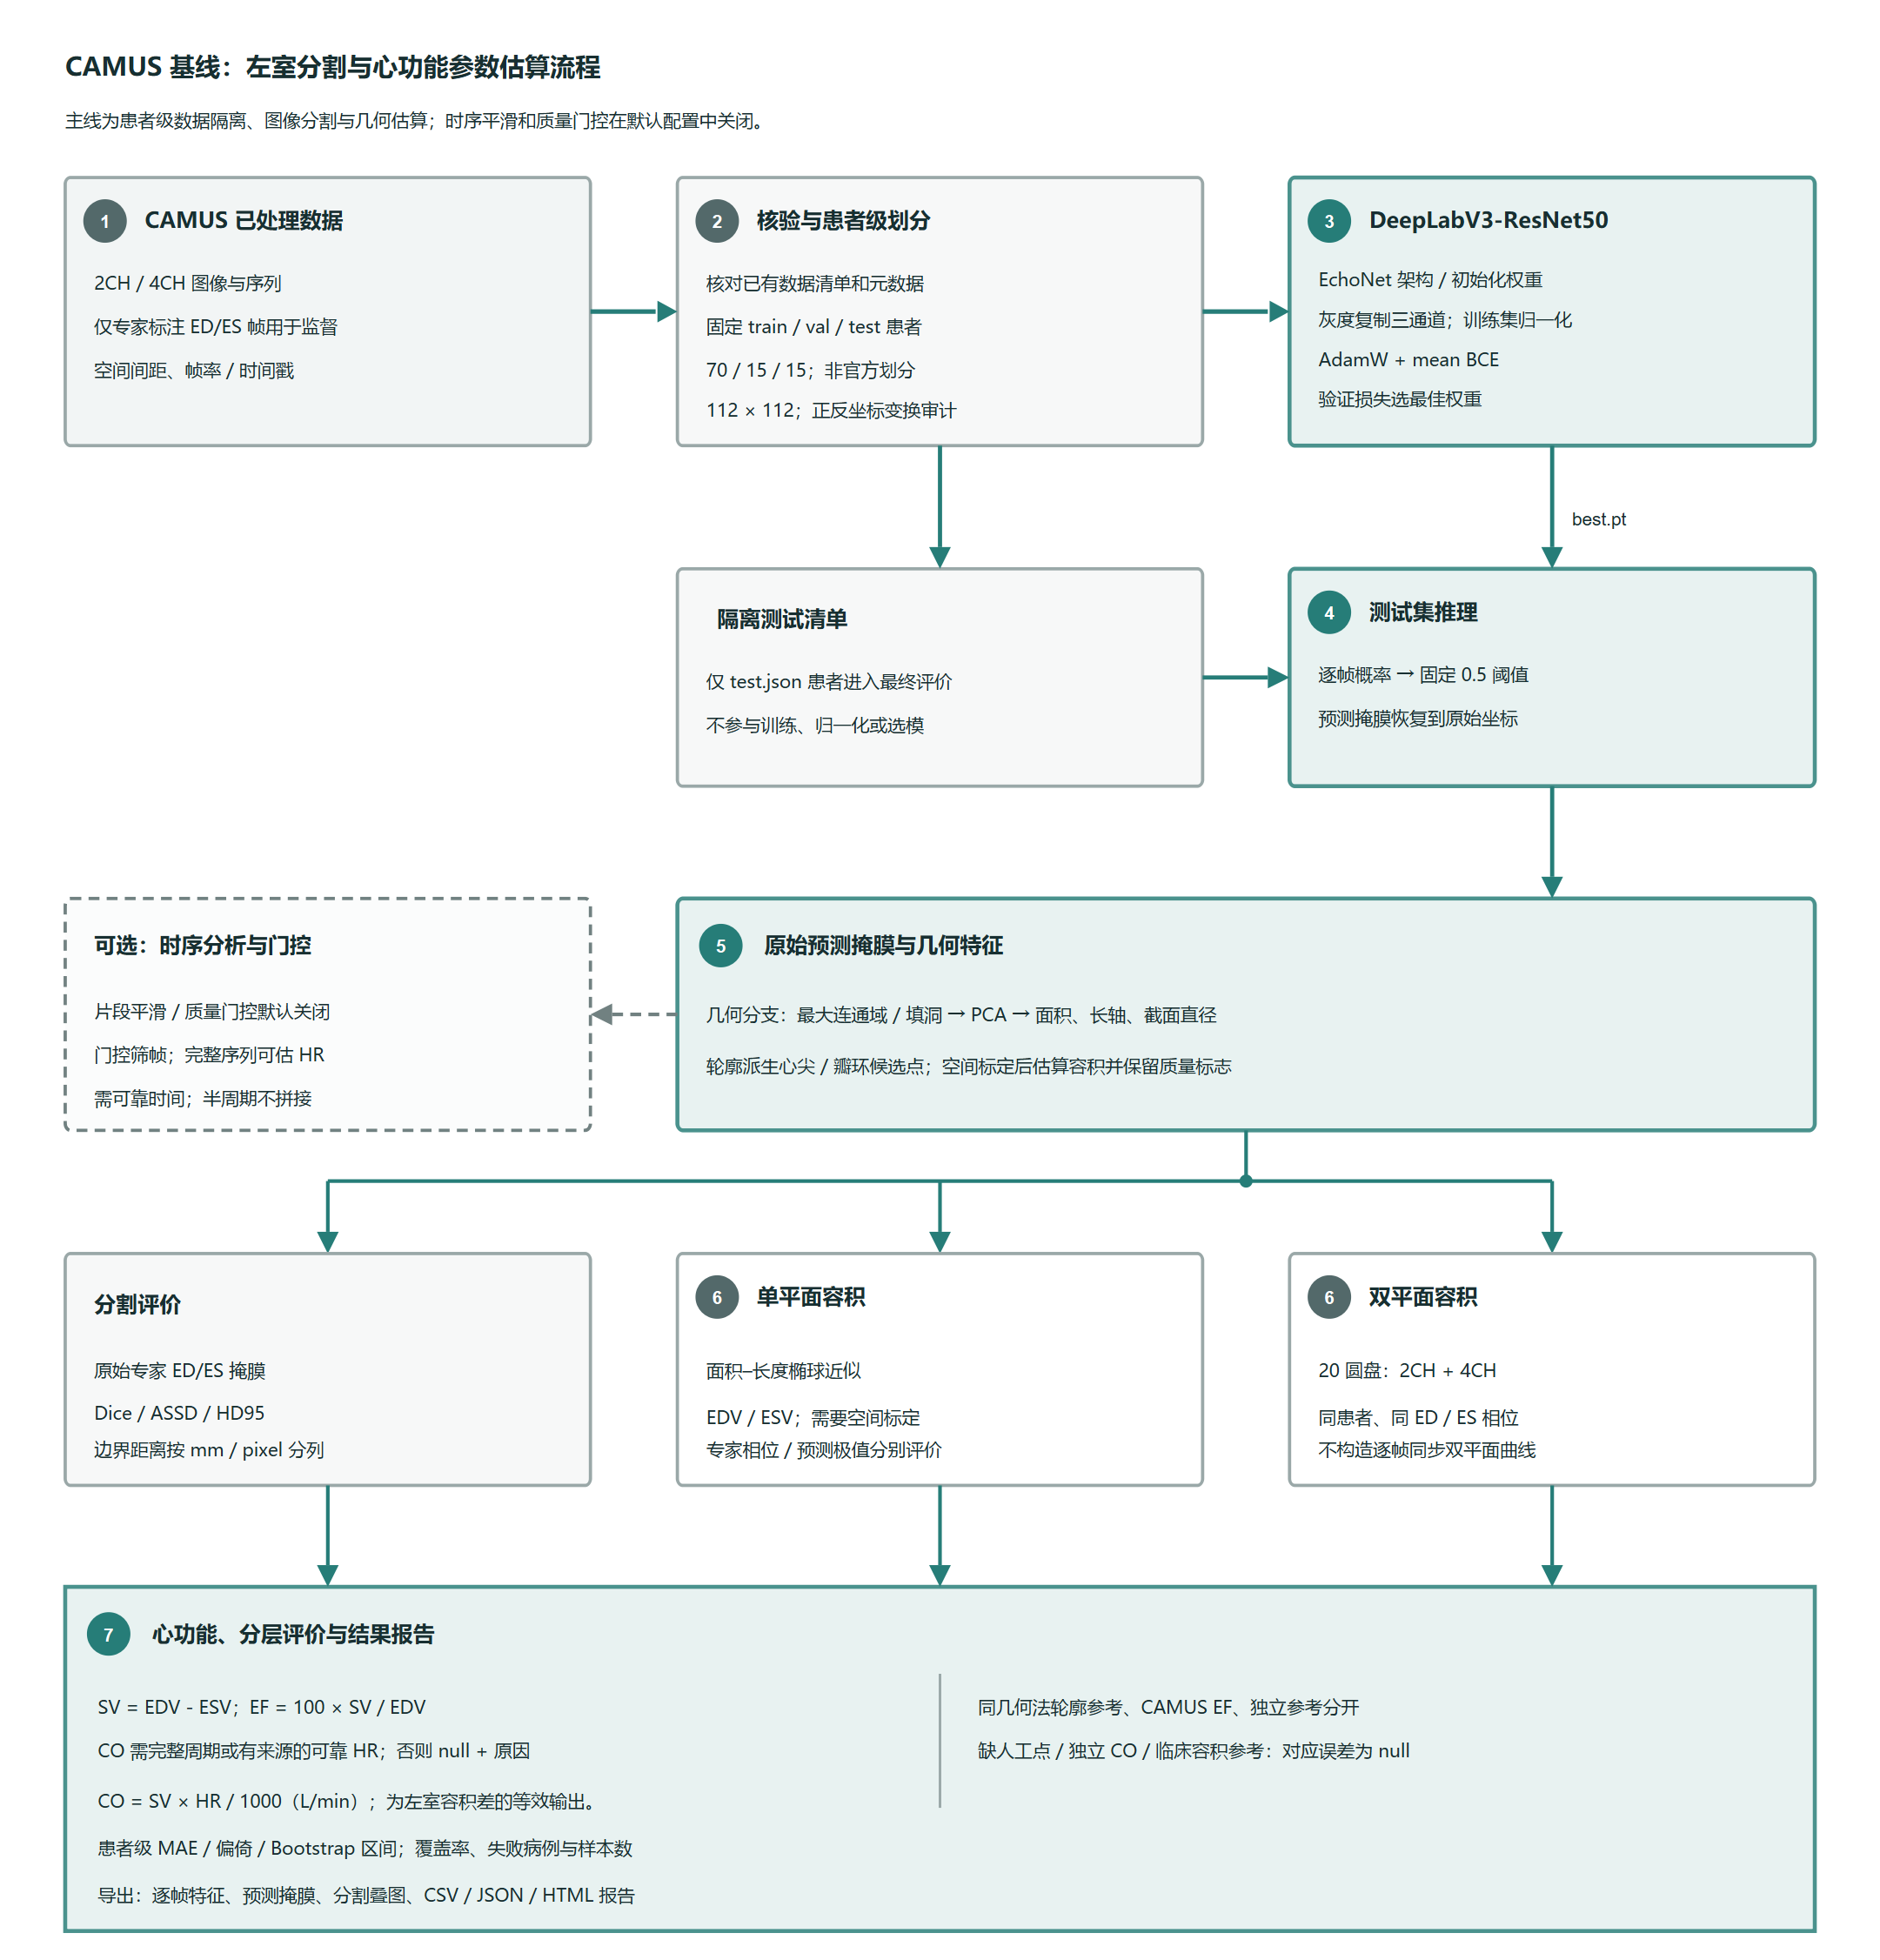 CAMUS 基线：左室分割与心功能参数估算流程
主线为患者级数据隔离、图像分割与几何估算；时序平滑和质量门控在默认配置中关闭。
1
CAMUS 已处理数据
2CH / 4CH 图像与序列
仅专家标注 ED/ES 帧用于监督
空间间距、帧率 / 时间戳
2
核验与患者级划分
核对已有数据清单和元数据
固定 train / val / test 患者
70 / 15 / 15；非官方划分
112 × 112；正反坐标变换审计
3
DeepLabV3-ResNet50
EchoNet 架构 / 初始化权重
灰度复制三通道；训练集归一化
AdamW + mean BCE
验证损失选最佳权重
best.pt
隔离测试清单
仅 test.json 患者进入最终评价
不参与训练、归一化或选模
4
测试集推理
逐帧概率 → 固定 0.5 阈值
预测掩膜恢复到原始坐标
可选：时序分析与门控
片段平滑 / 质量门控默认关闭
门控筛帧；完整序列可估 HR
需可靠时间；半周期不拼接
5
原始预测掩膜与几何特征
几何分支：最大连通域 / 填洞 → PCA → 面积、长轴、截面直径
轮廓派生心尖 / 瓣环候选点；空间标定后估算容积并保留质量标志
分割评价
原始专家 ED/ES 掩膜
Dice / ASSD / HD95
边界距离按 mm / pixel 分列
6
单平面容积
面积–长度椭球近似
EDV / ESV；需要空间标定
专家相位 / 预测极值分别评价
6
双平面容积
20 圆盘：2CH + 4CH
同患者、同 ED / ES 相位
不构造逐帧同步双平面曲线
7
心功能、分层评价与结果报告
SV = EDV - ESV；EF = 100 × SV / EDV
CO 需完整周期或有来源的可靠 HR；否则 null + 原因
CO = SV × HR / 1000（L/min）；为左室容积差的等效输出。
患者级 MAE / 偏倚 / Bootstrap 区间；覆盖率、失败病例与样本数
导出：逐帧特征、预测掩膜、分割叠图、CSV / JSON / HTML 报告
同几何法轮廓参考、CAMUS EF、独立参考分开
缺人工点 / 独立 CO / 临床容积参考：对应误差为 null